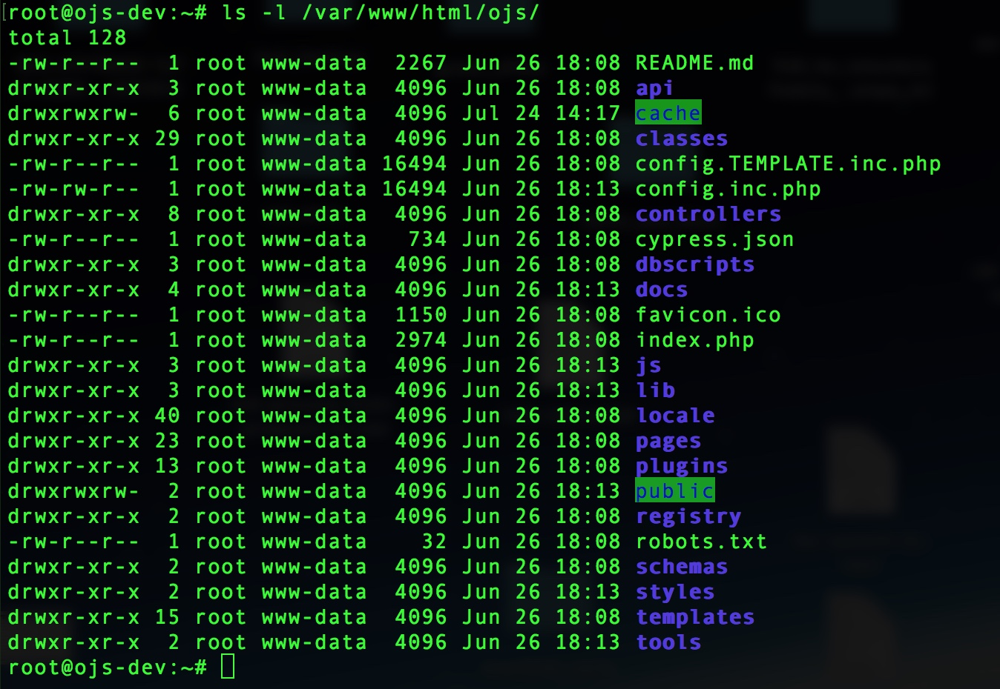 [root@ojs-dev:~# ls -l /var/www/html/ojs/
total 128
-rw-r--r--  1 root www-data  2267 Jun 26 18:08 README.md
drwxr-xr-x  3 root www-data  4096 Jun 26 18:08 api
drwxrwxrw-  6 root www-data  4096 Jul 24 14:17 cache
drwxr-xr-x 29 root www-data  4096 Jun 26 18:08 classes
-rw-r--r--  1 root www-data 16494 Jun 26 18:08 config.TEMPLATE.inc.php
-rw-rw-r--  1 root www-data 16494 Jun 26 18:13 config.inc.php
drwxr-xr-x  8 root www-data  4096 Jun 26 18:08 controllers
-rw-r--r--  1 root www-data   734 Jun 26 18:08 cypress.json
drwxr-xr-x  3 root www-data  4096 Jun 26 18:08 dbscripts
drwxr-xr-x  4 root www-data  4096 Jun 26 18:13 docs
-rw-r--r--  1 root www-data  1150 Jun 26 18:08 favicon.ico
-rw-r--r--  1 root www-data  2974 Jun 26 18:08 index.php
drwxr-xr-x  3 root www-data  4096 Jun 26 18:13 js
drwxr-xr-x  3 root www-data  4096 Jun 26 18:13 lib
drwxr-xr-x 40 root www-data  4096 Jun 26 18:08 locale
drwxr-xr-x 23 root www-data  4096 Jun 26 18:08 pages
drwxr-xr-x 13 root www-data  4096 Jun 26 18:08 plugins
drwxrwxrw-  2 root www-data  4096 Jun 26 18:13 public
drwxr-xr-x  2 root www-data  4096 Jun 26 18:08 registry
-rw-r--r--  1 root www-data    32 Jun 26 18:08 robots.txt
drwxr-xr-x  2 root www-data  4096 Jun 26 18:08 schemas
drwxr-xr-x  2 root www-data  4096 Jun 26 18:13 styles
drwxr-xr-x 15 root www-data  4096 Jun 26 18:08 templates
drwxr-xr-x  2 root www-data  4096 Jun 26 18:13 tools
root@ojs-dev:~#